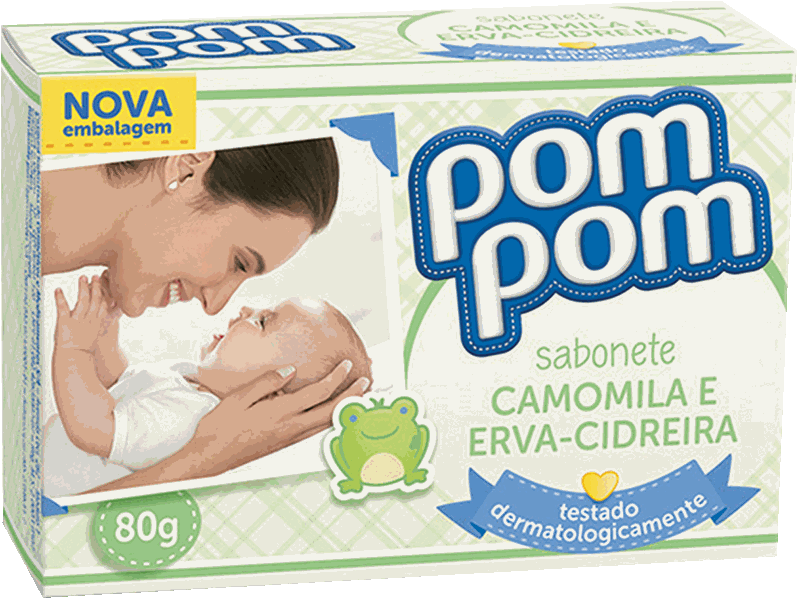 pom
pom
sabonete
CAMOMILA E
ERVA-CIDREIRA
testado
dermatologicamente
NOVA
embalagem
pom
pom
sabonete
CAMOMILA E
ERVA-CIDREIRA
testado
dermatologicamente
80g